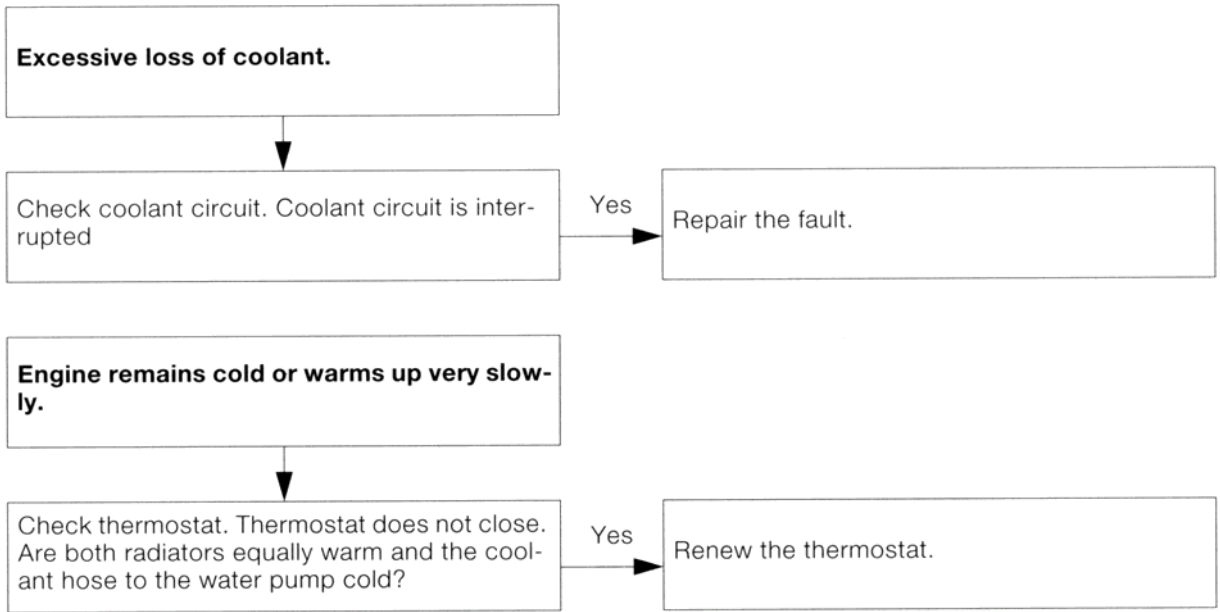 Excessive loss of coolant.
Check coolant circuit. Coolant circuit is inter-
rupted
Yes
Repair the fault.
Engine remains cold or warms up very slow-
ly.
Check thermostat. Thermostat does not close.
Are both radiators equally warm and the cool-
ant hose to the water pump cold?
Yes
Renew the thermostat.